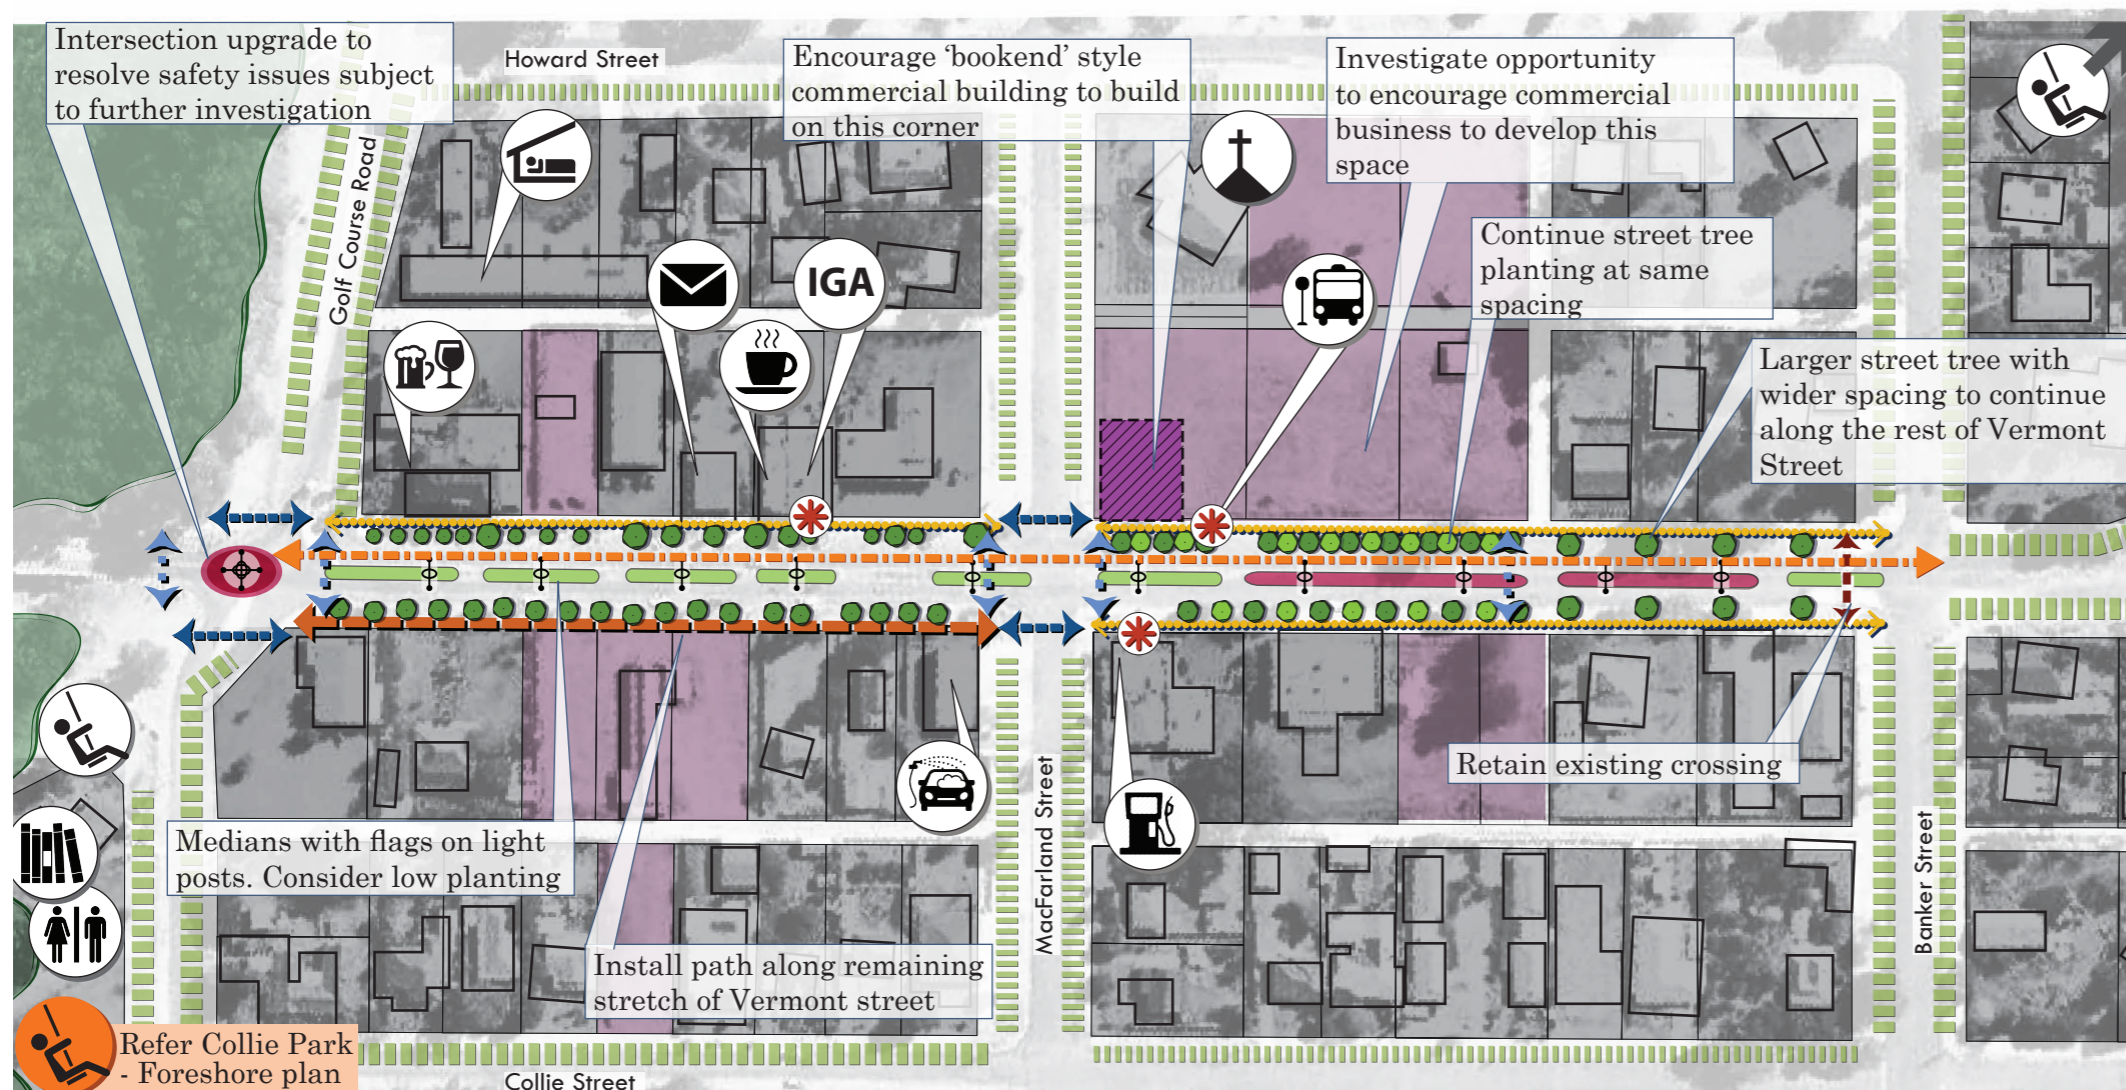 Intersection upgrade to
resolve safety issues subject
to further investigation
Howard Street
Encourage ‘bookend’ style
commercial building to build
on this corner
Investigate opportunity
to encourage commercial
business to develop this
space
Golf Course Road
Continue street tree
planting at same
spacing
IGA
Larger street tree with
wider spacing to continue
along the rest of Vermont
Street
Retain existing crossing
MacFarland Street
Banker Street
Medians with flags on light
posts. Consider low planting
Install path along remaining
stretch of Vermont street
Refer Collie Park
- Foreshore plan
Collie Street